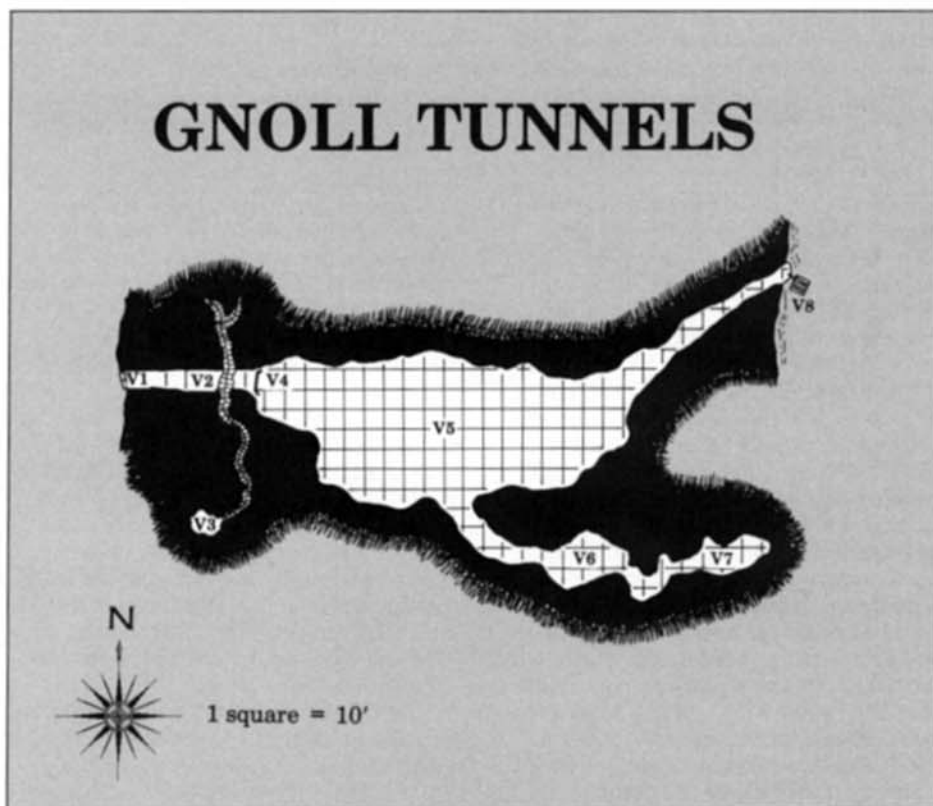 GNOLL TUNNELS
V8
V1 V2 V4
V5
V3
V6 V7
N
1 square = 10'